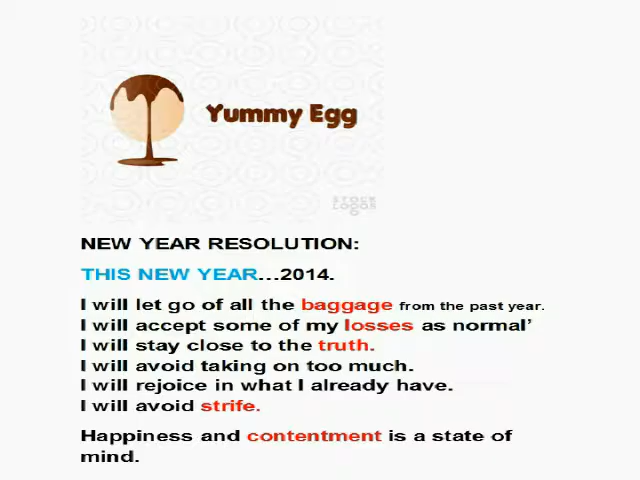 Yummy Egg
STOCK
LOGOS
NEW YEAR RESOLUTION:
THIS NEW YEAR…2014.
I will let go of all the baggage from the past year.
I will accept some of my losses as normal’
I will stay close to the truth.
I will avoid taking on too much.
I will rejoice in what I already have.
I will avoid strife.
Happiness and contentment is a state of
mind.